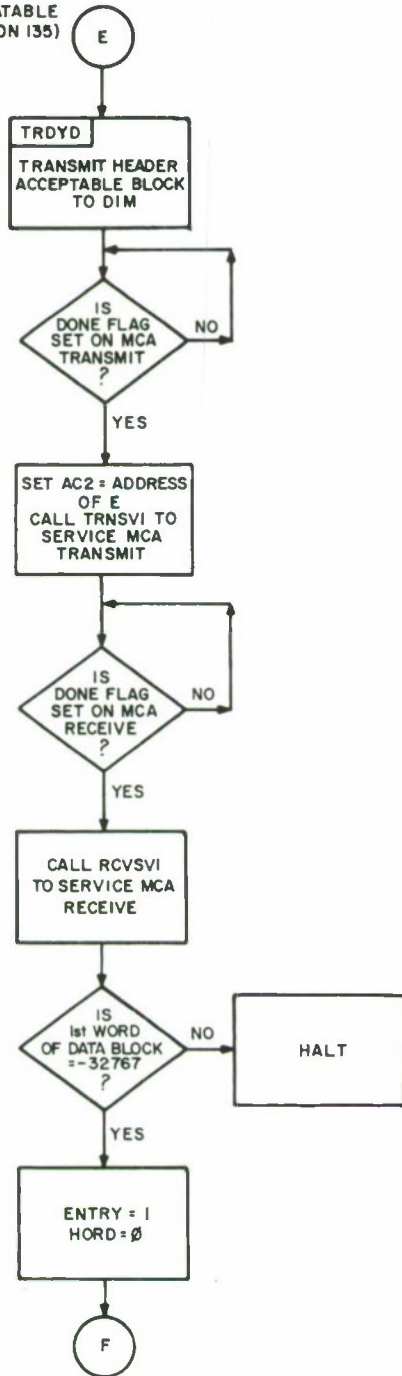 ATABLE
ON 135)
E
TRDYD
TRANSMIT HEADER
ACCEPTABLE BLOCK
TO DIM
IS
DONE FLAG
SET ON MCA
TRANSMIT
?
NO
YES
SET AC2 = ADDRESS
OF E
CALL TRNSVI TO
SERVICE MCA
TRANSMIT
IS
DONE FLAG
SET ON MCA
RECEIVE
?
NO
YES
CALL RCVSVI
TO SERVICE MCA
RECEIVE
IS
1st WORD
OF DATA BLOCK
=-32767
?
NO
HALT
YES
ENTRY = 1
HORD = Ø
F